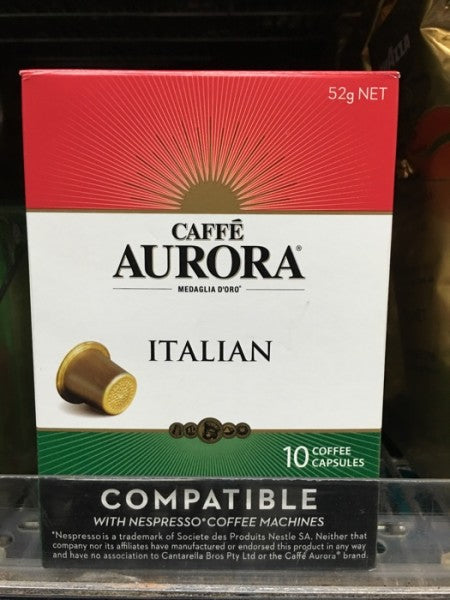 52g NET
CAFFÉ
AURORA®
MEDAGLIA D'ORO®
ITALIAN
10 COFFEE
CAPSULES
COMPATIBLE
WITH NESPRESSO* COFFEE MACHINES
*Nespresso is a trademark of Societe des Produits Nestle SA. Neither that
company nor its affiliates have manufactured or endorsed this product in any way
and have no association to Cantarella Bros Pty Ltd or the Caffé Aurora® brand.